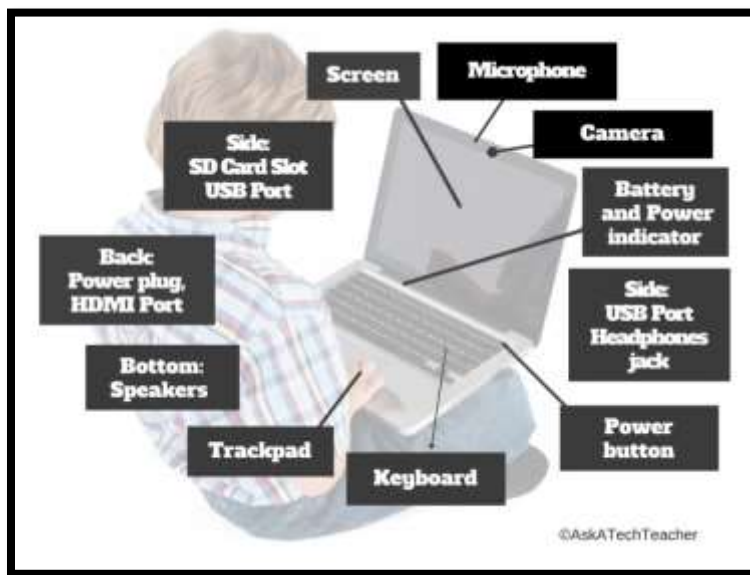 Screen
Microphone
Camera
Side:
SD Card Slot
USB Port
Battery
and Power
indicator
Back:
Power plug,
HDMI Port
Side:
USB Port
Headphones
jack
Bottom:
Speakers
Trackpad
Keyboard
Power
button
©AskATechTeacher